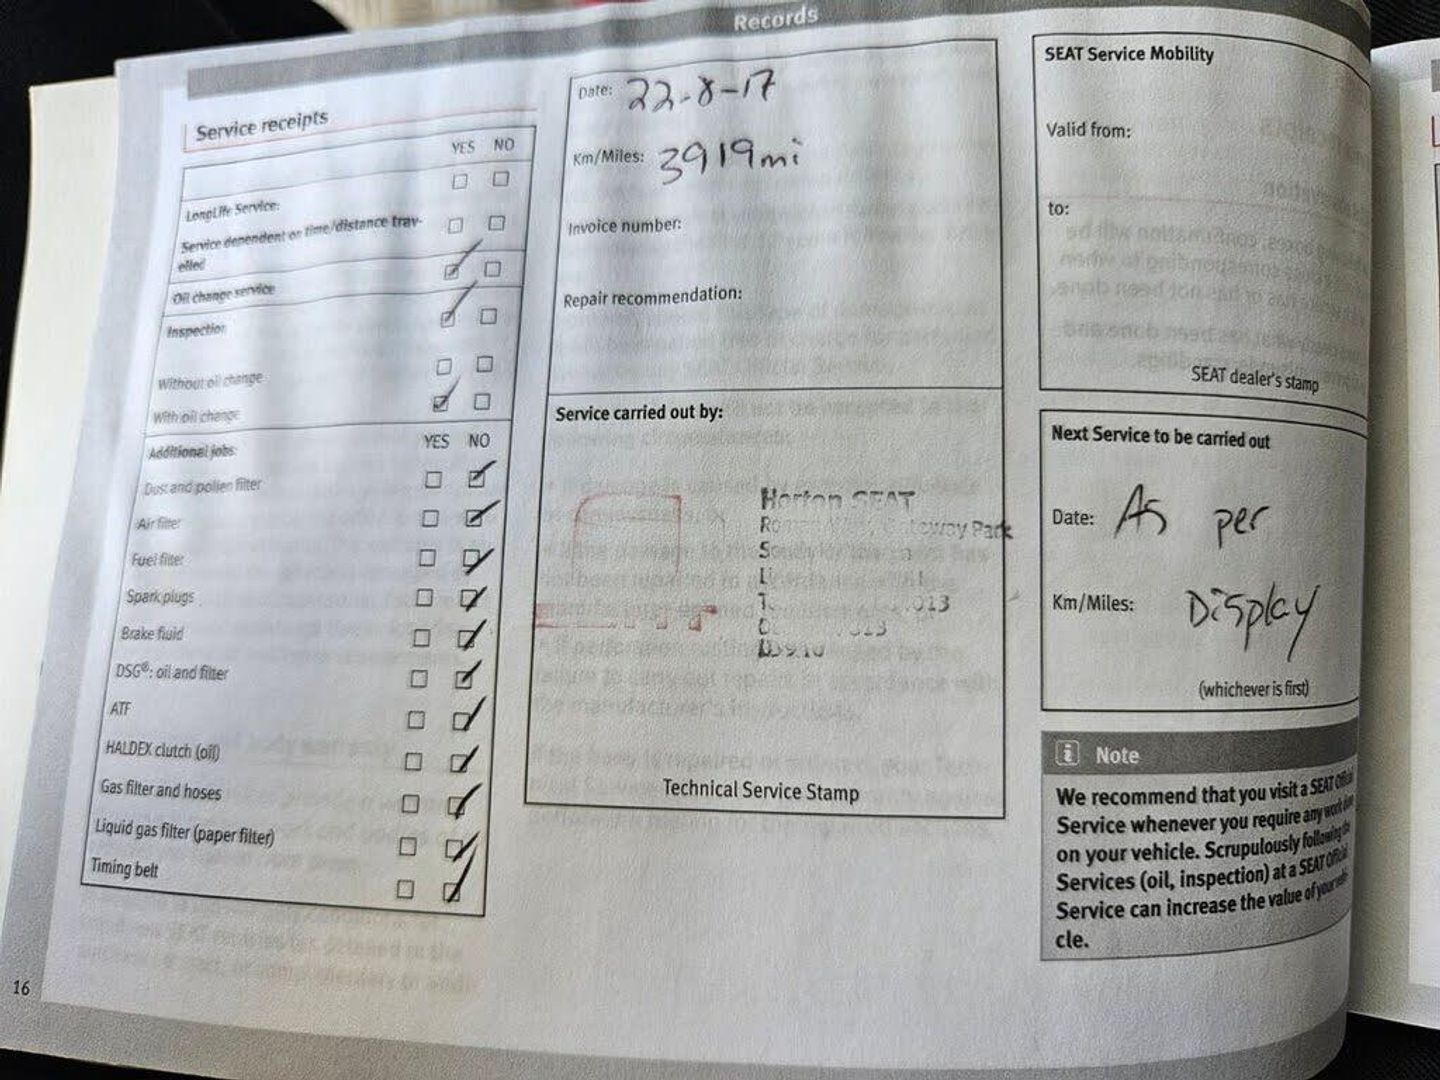 Records
Service receipts
YES NO
LongLife Service:
Service dependent on time/distance trav-
elled
Oil change service
Inspection
Without oil change
With oil change
Additional jobs: YES NO
Dust and pollen filter
Air filter
Fuel filter
Spark plugs
Brake fluid
DSG®: oil and filter
ATF
HALDEX clutch (oil)
Gas filter and hoses
Liquid gas filter (paper filter)
Timing belt
16
Date: 22-8-17
Km/Miles: 3919mi
Invoice number:
Repair recommendation:
Service carried out by:
Horton SEAT
Park
Technical Service Stamp
SEAT Service Mobility
Valid from:
to:
SEAT dealer's stamp
Next Service to be carried out
Date: As per
Km/Miles: Display
(whichever is first)
i Note
We recommend that you visit a SEAT Official
Service whenever you require any work done
on your vehicle. Scrupulously following the
Services (oil, inspection) at a SEAT Official
Service can increase the value of your vehi-
cle.